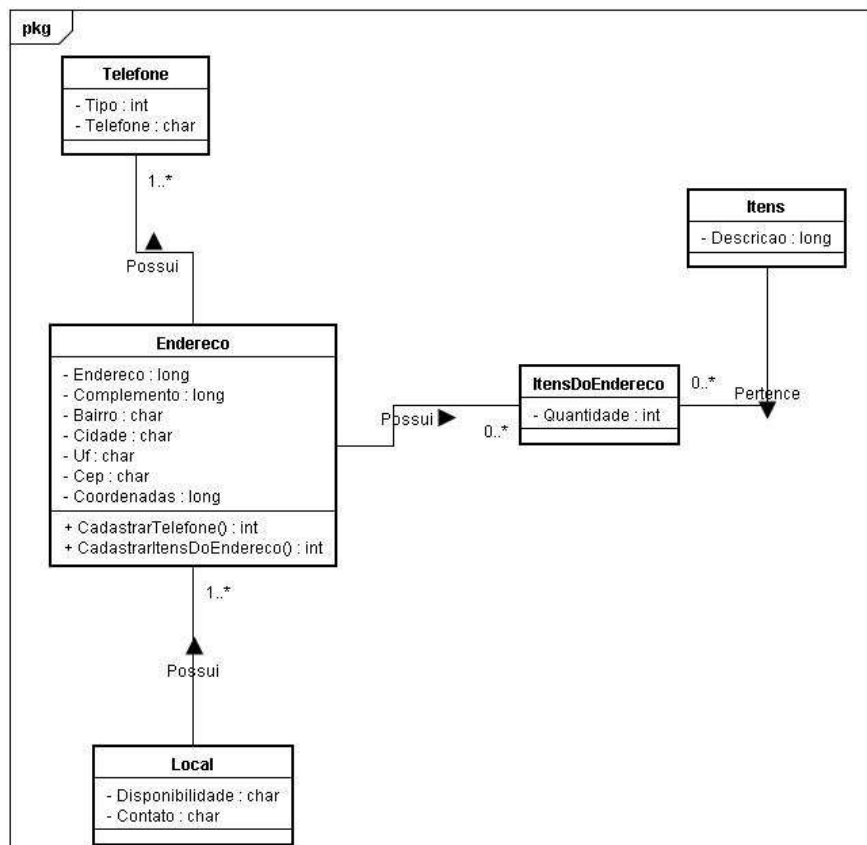 pkg
Telefone
- Tipo : int
- Telefone : char
1..*
Possui
Itens
- Descricao : long
Endereco
- Endereco : long
- Complemento : long
- Bairro : char
- Cidade : char
- Uf : char
- Cep : char
- Coordenadas : long
+ CadastrarTelefone() : int
+ CadastrarItensDoEndereco() : int
Possui
0..*
ItensDoEndereco
- Quantidade : int
0..*
Pertence
1..*
Possui
Local
- Disponibilidade : char
- Contato : char